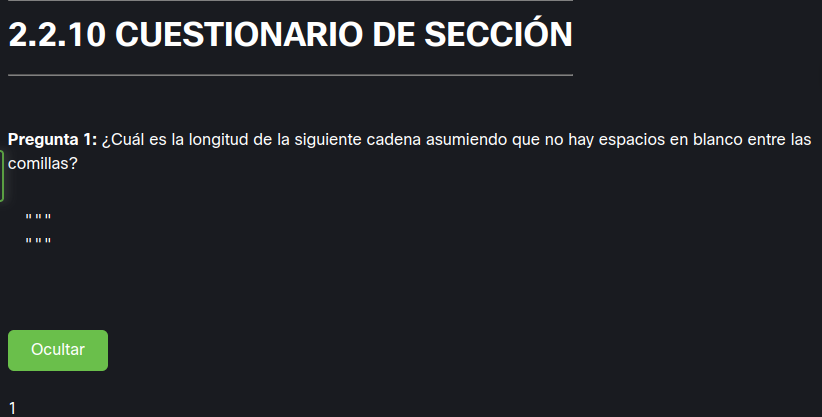 2.2.10 CUESTIONARIO DE SECCIÓN
Pregunta 1: ¿Cuál es la longitud de la siguiente cadena asumiendo que no hay espacios en blanco entre las
comillas?
"""
"""
Ocultar
1